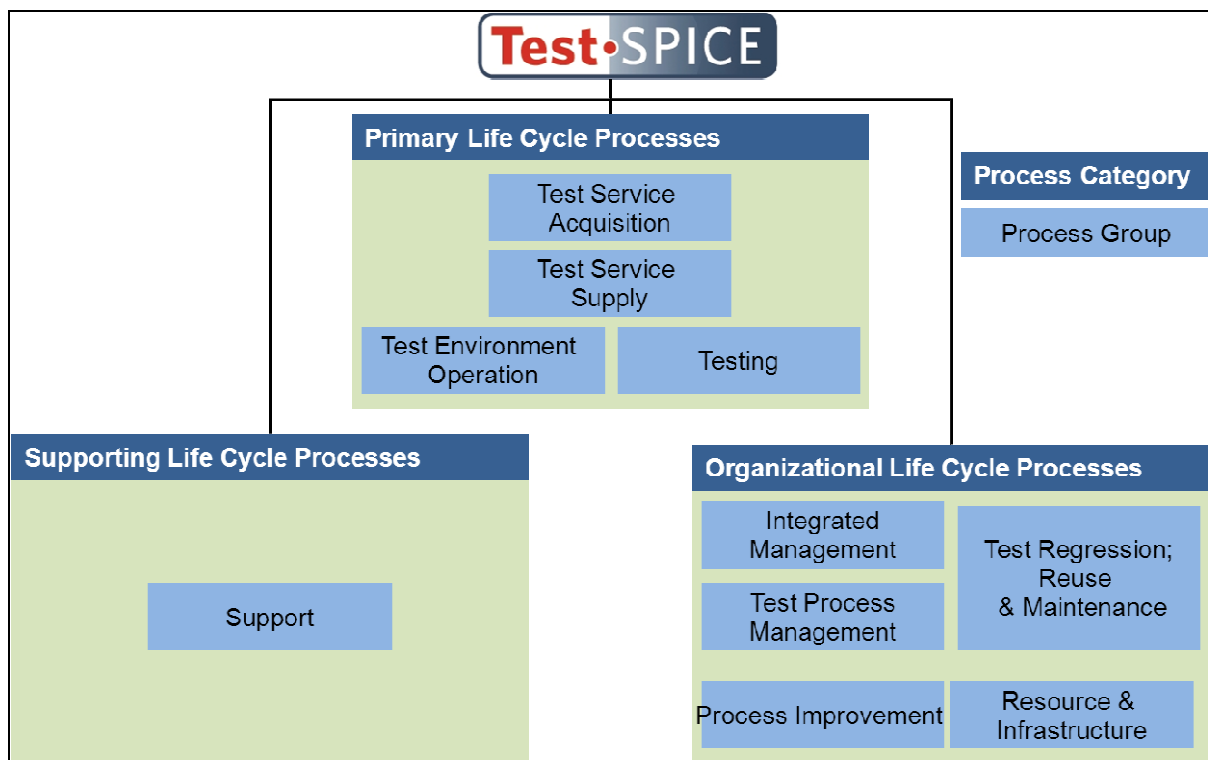 Test•SPICE
Primary Life Cycle Processes
Test Service
Acquisition
Test Service
Supply
Test Environment
Operation
Testing
Process Category
Process Group
Supporting Life Cycle Processes
Support
Organizational Life Cycle Processes
Integrated
Management
Test Regression;
Reuse
& Maintenance
Test Process
Management
Process Improvement
Resource &
Infrastructure